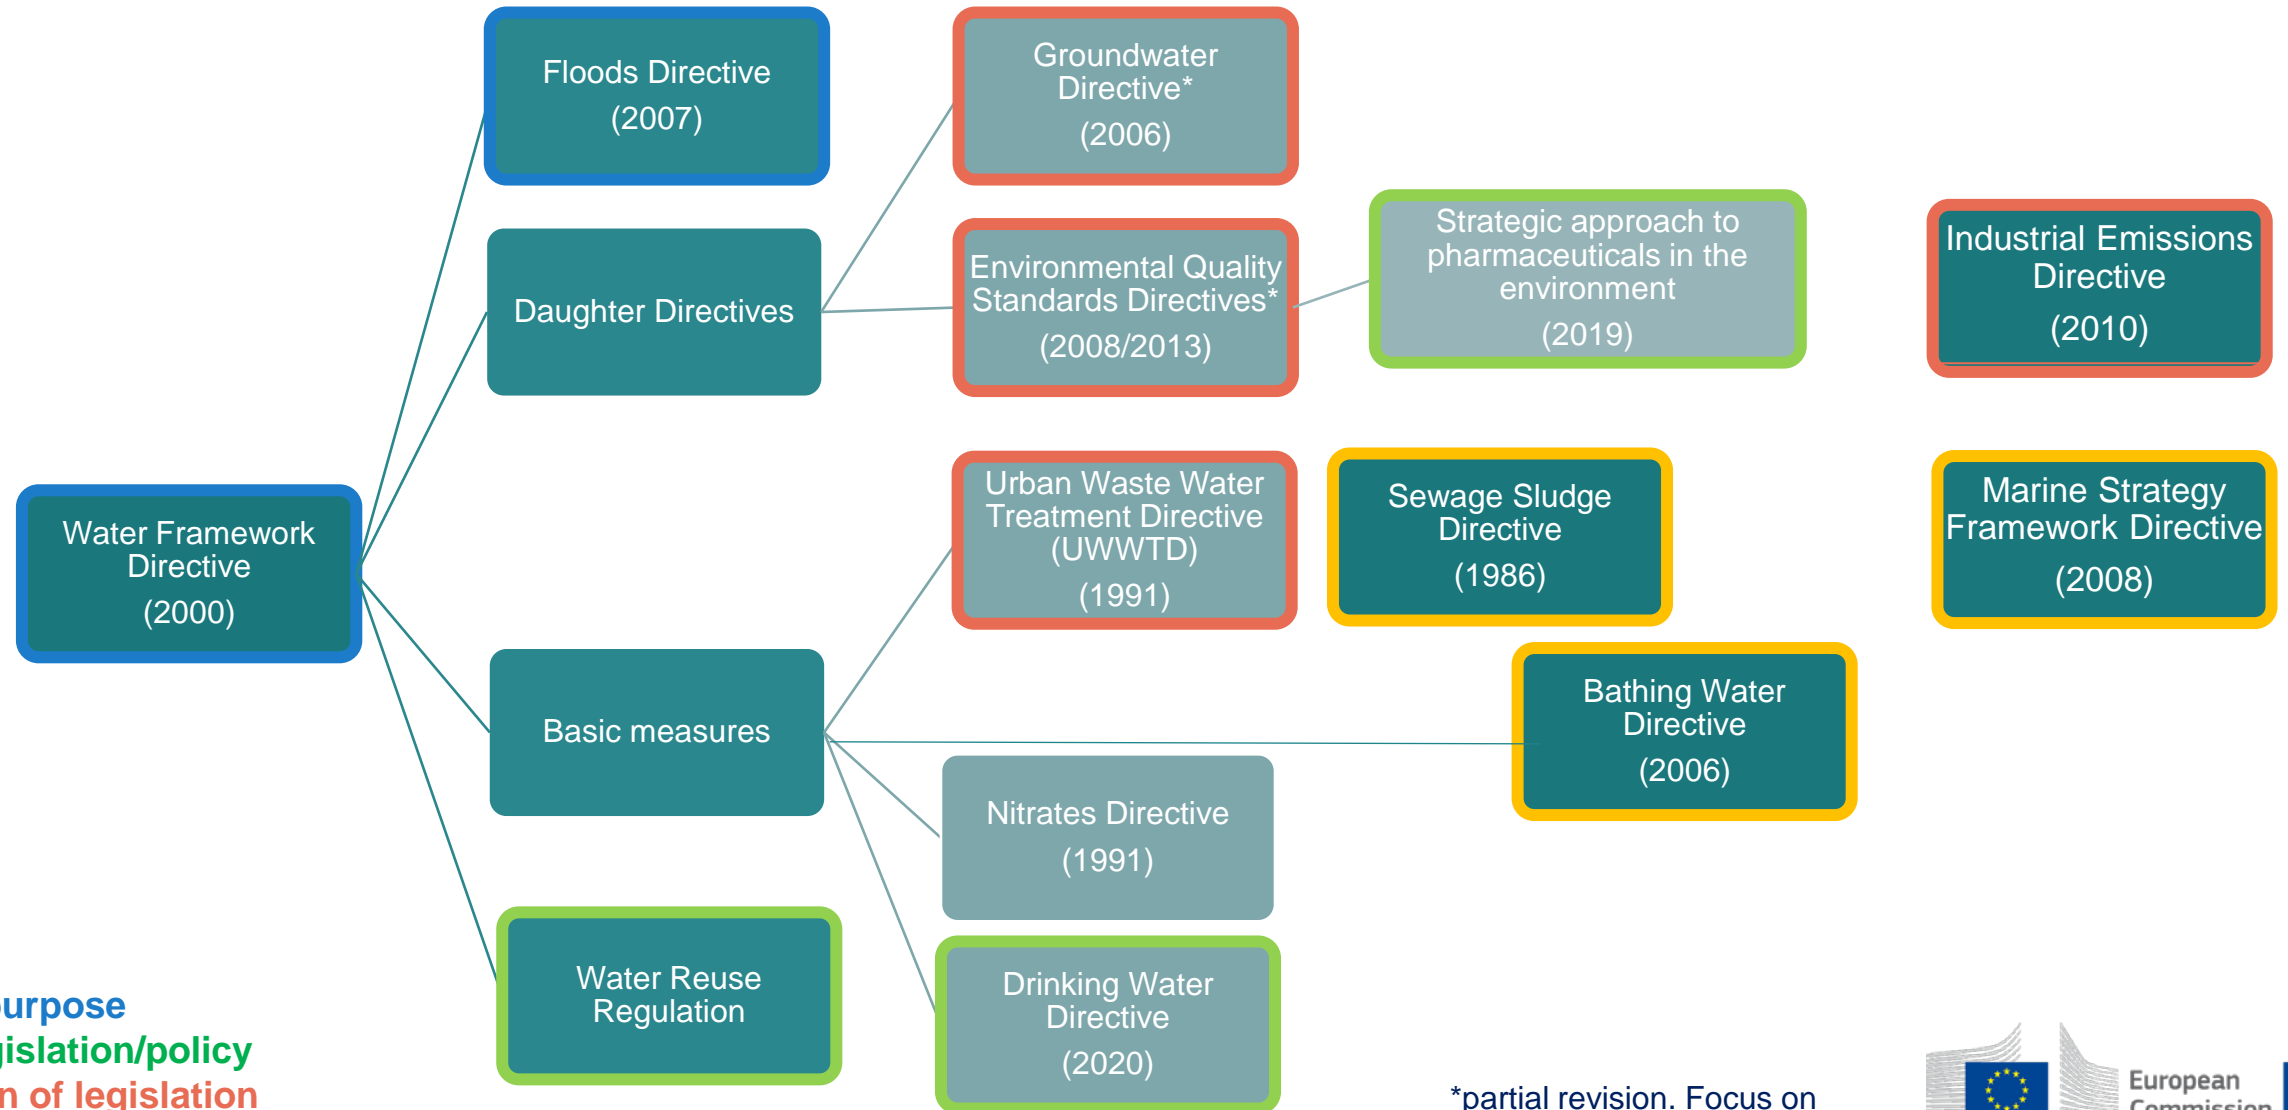 Floods Directive
(2007)
Groundwater
Directive*
(2006)
Daughter Directives
Environmental Quality
Standards Directives*
(2008/2013)
Strategic approach to
pharmaceuticals in the
environment
(2019)
Industrial Emissions
Directive
(2010)
Water Framework
Directive
(2000)
Urban Waste Water
Treatment Directive
(UWWTD)
(1991)
Sewage Sludge
Directive
(1986)
Marine Strategy
Framework Directive
(2008)
Basic measures
Bathing Water
Directive
(2006)
Nitrates Directive
(1991)
Water Reuse
Regulation
Drinking Water
Directive
(2020)
of legislation
*partial revision. Focus on
European
Commission